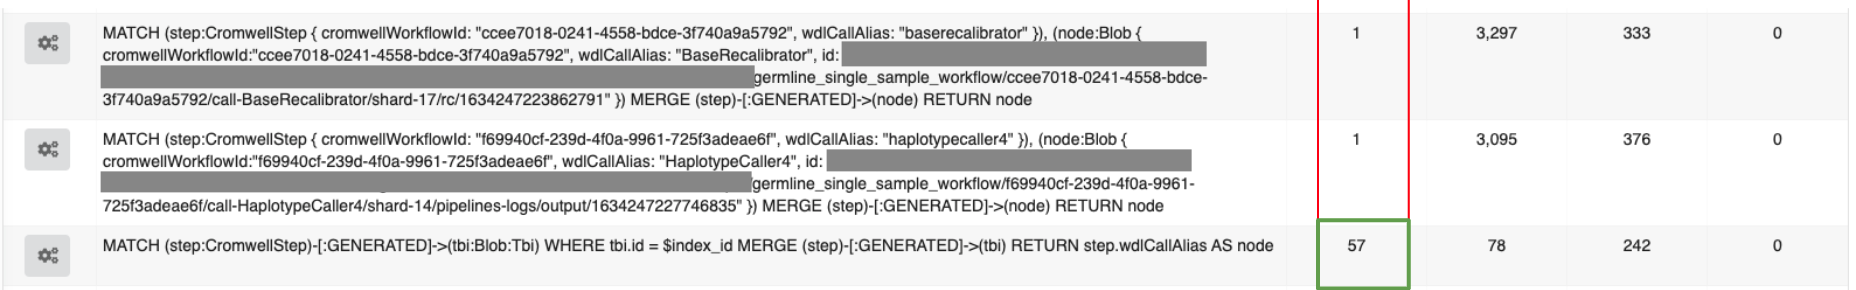 MATCH (step:CromwellStep { cromwellWorkflowId: "ccee7018-0241-4558-bdce-3f740a9a5792", wdlCallAlias: "baserecalibrator" }), (node:Blob { 1 3,297 333 0
cromwellWorkflowId:"ccee7018-0241-4558-bdce-3f740a9a5792", wdlCallAlias: "BaseRecalibrator", id:
germline_single_sample_workflow/ccee7018-0241-4558-bdce-
3f740a9a5792/call-BaseRecalibrator/shard-17/rc/1634247223862791" }) MERGE (step)-[:GENERATED]->(node) RETURN node
MATCH (step:CromwellStep { cromwellWorkflowId: "f69940cf-239d-4f0a-9961-725f3adeae6f", wdlCallAlias: "haplotypecaller4" }), (node:Blob { 1 3,095 376 0
cromwellWorkflowId:"f69940cf-239d-4f0a-9961-725f3adeae6f", wdlCallAlias: "HaplotypeCaller4", id:
/germline_single_sample_workflow/f69940cf-239d-4f0a-9961-
725f3adeae6f/call-HaplotypeCaller4/shard-14/pipelines-logs/output/1634247227746835" }) MERGE (step)-[:GENERATED]->(node) RETURN node
MATCH (step:CromwellStep)-[:GENERATED]->(tbi:Blob:Tbi) WHERE tbi.id = $index_id MERGE (step)-[:GENERATED]->(tbi) RETURN step.wdlCallAlias AS node 57 78 242 0